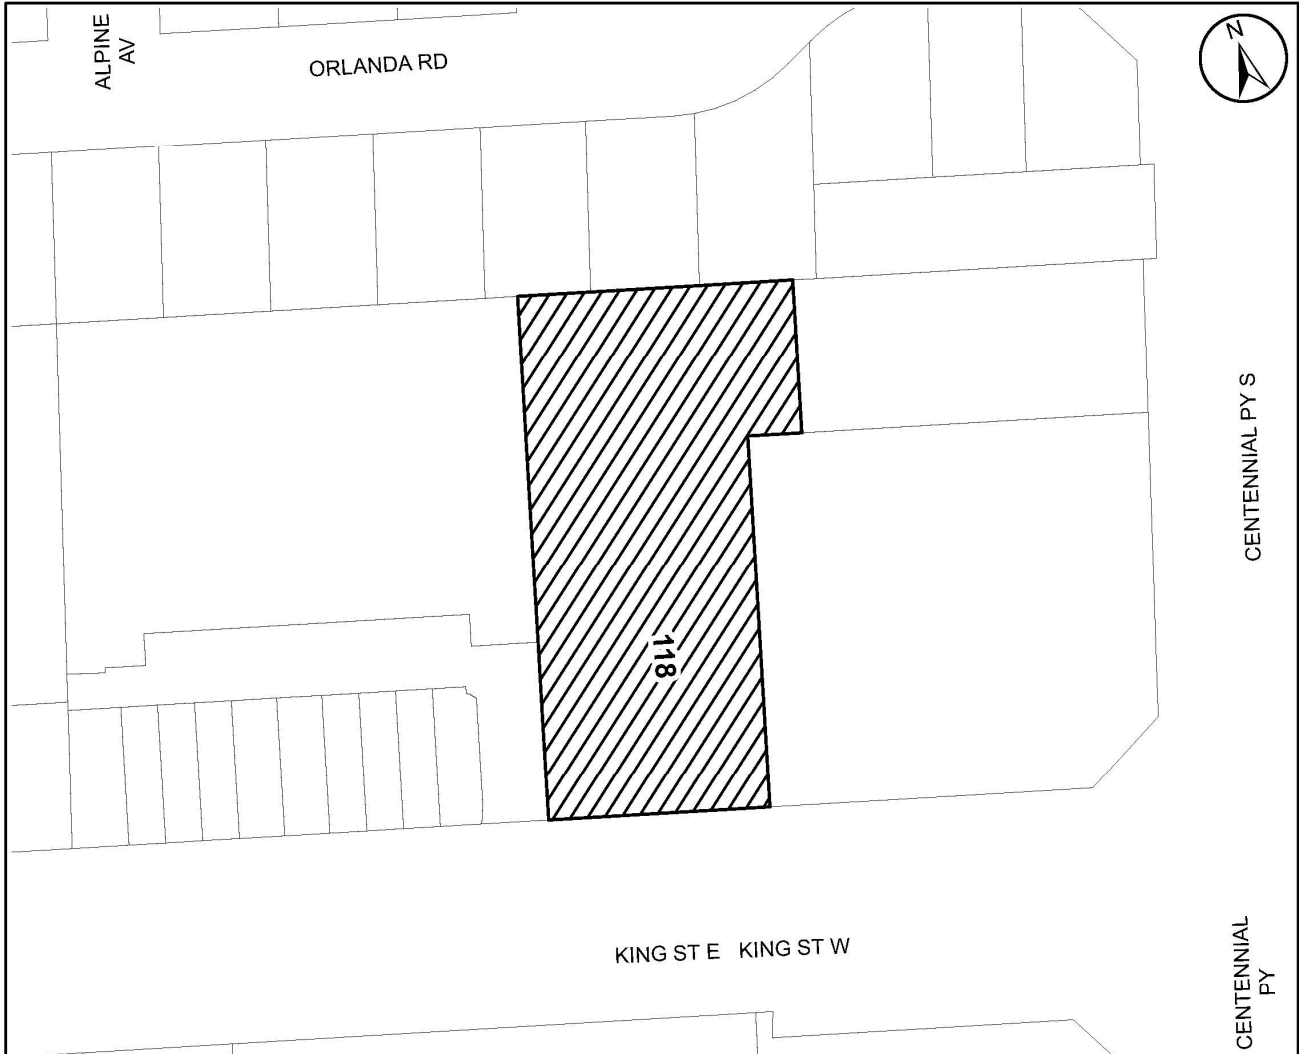 ALPINE
AV
ORLANDA RD
N
CENTENNIAL PY S
118
KING ST E KING ST W
CENTENNIAL
PY